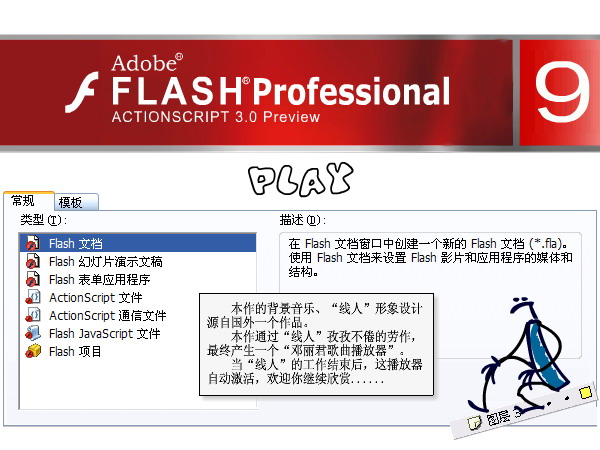 Adobe®
FLASH® Professional
ACTIONSCRIPT 3.0 Preview
9
PLAY
常规
模板
类型(T):
描述(D):
Flash 文档
Flash 幻灯片演示文稿
Flash 表单应用程序
ActionScript 文件
ActionScript 通信文件
Flash JavaScript 文件
Flash 项目
在 Flash 文档窗口中创建一个新的 Flash 文档 (*.fla)。
使用 Flash 文档来设置 Flash 影片和应用程序的媒体和
结构。
本作的背景音乐、“线人”形象设计
源自国外一个作品。
本作通过“线人”孜孜不倦的劳作，
最终产生一个“邓丽君歌曲播放器”。
当“线人”的工作结束后，这播放器
自动激活，欢迎你继续欣赏......
图层 3